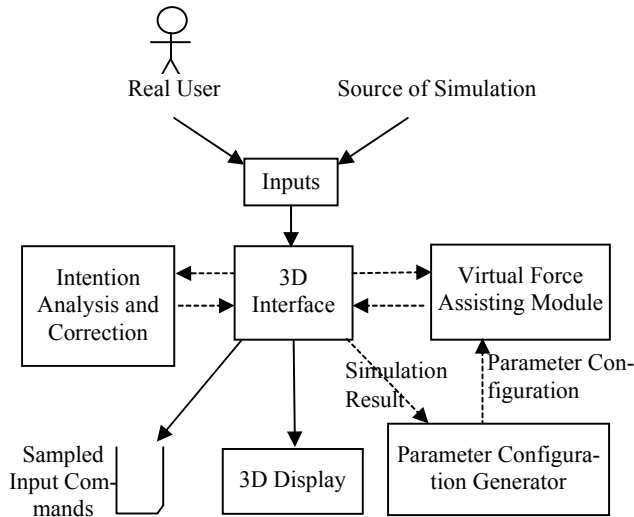 Real User
Source of Simulation
Inputs
Intention
Analysis and
Correction
3D
Interface
Virtual Force
Assisting Module
Simulation
Result
Parameter Con-
figuration
Sampled
Input Com-
mands
3D Display
Parameter Configura-
tion Generator